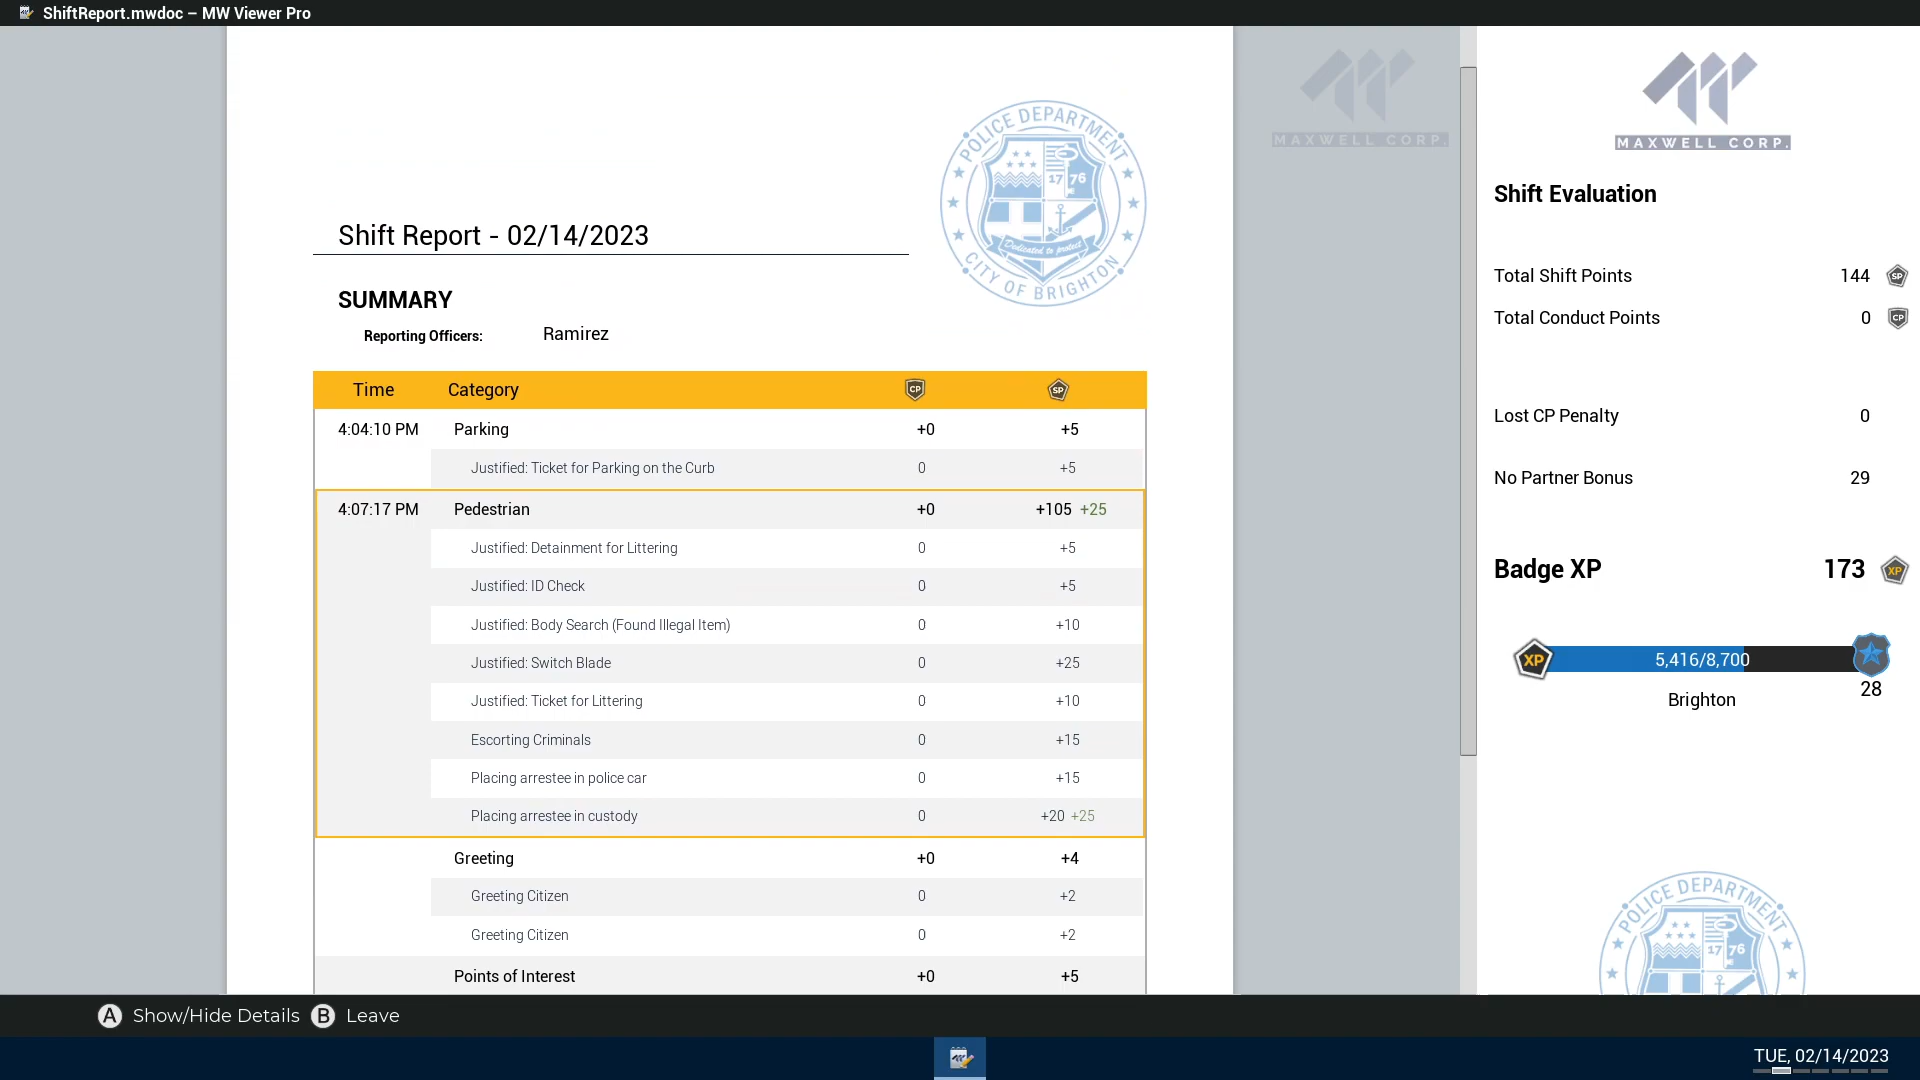 ShiftReport.mwdoc – MW Viewer Pro
POLICE DEPARTMENT
17 76
Dedicated to protect
CITY OF BRIGHTON
Shift Report - 02/14/2023
SUMMARY
Reporting Officers: Ramirez
Time Category CP SP
4:04:10 PM Parking +0 +5
Justified: Ticket for Parking on the Curb 0 +5
4:07:17 PM Pedestrian +0 +105 +25
Justified: Detainment for Littering 0 +5
Justified: ID Check 0 +5
Justified: Body Search (Found Illegal Item) 0 +10
Justified: Switch Blade 0 +25
Justified: Ticket for Littering 0 +10
Escorting Criminals 0 +15
Placing arrestee in police car 0 +15
Placing arrestee in custody 0 +20 +25
Greeting +0 +4
Greeting Citizen 0 +2
Greeting Citizen 0 +2
Points of Interest +0 +5
MAXWELL CORP.
MAXWELL CORP.
Shift Evaluation
Total Shift Points 144 SP
Total Conduct Points 0 CP
Lost CP Penalty 0
No Partner Bonus 29
Badge XP 173 XP
XP 5,416/8,700
28
Brighton
POLICE DEPARTMENT
17 76
A Show/Hide Details B Leave
TUE, 02/14/2023